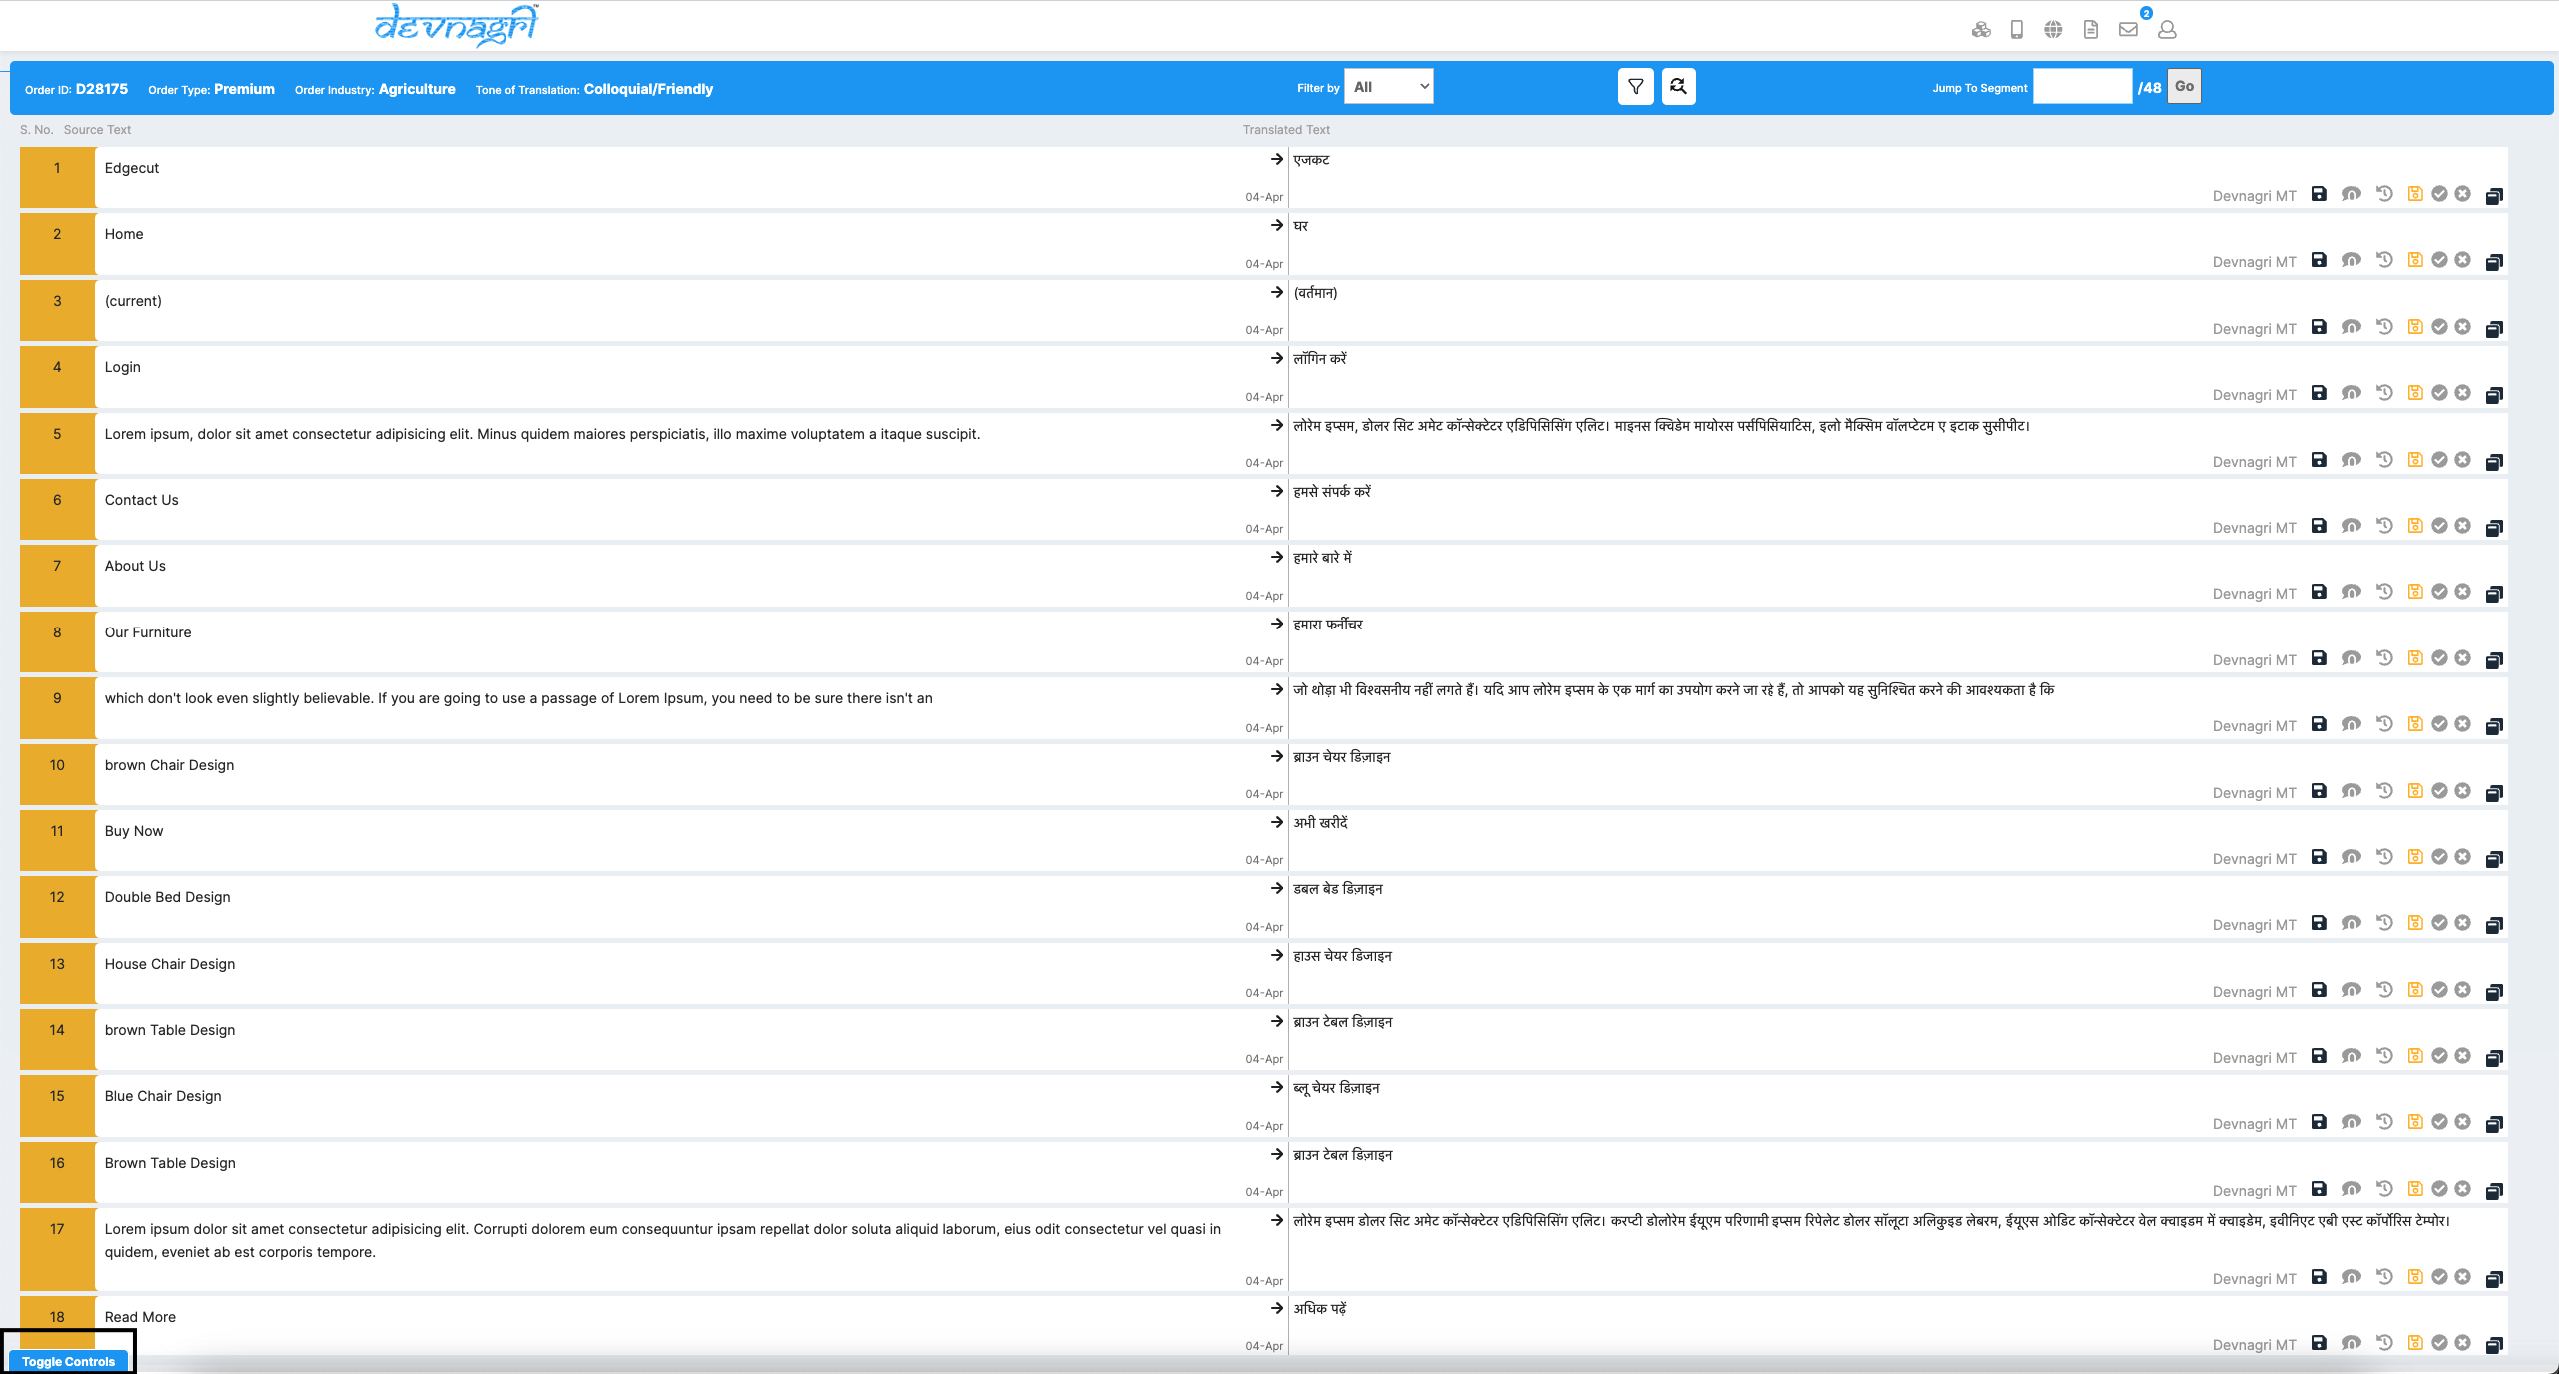 devnagri™
2
Order ID: D28175 Order Type: Premium Order Industry: Agriculture Tone of Translation: Colloquial/Friendly Filter by All Jump To Segment /48 Go
S. No. Source Text Translated Text
1 Edgecut एजकट
04-Apr Devnagri MT
2 Home घर
04-Apr Devnagri MT
3 (current) (वर्तमान)
04-Apr Devnagri MT
4 Login लॉगिन करें
04-Apr Devnagri MT
5 Lorem ipsum, dolor sit amet consectetur adipisicing elit. Minus quidem maiores perspiciatis, illo maxime voluptatem a itaque suscipit. लोरेम इप्सम, डोलर सिट अमेट कॉन्सेक्टेटर एडिपिसिसिंग एलिट। माइनस क्विडेम मायोरस पर्सपिसियाटिस, इलो मैक्सिम वॉलप्टेटम ए इटाक सुसीपीट।
04-Apr Devnagri MT
6 Contact Us हमसे संपर्क करें
04-Apr Devnagri MT
7 About Us हमारे बारे में
04-Apr Devnagri MT
8 Our Furniture हमारा फर्नीचर
04-Apr Devnagri MT
9 which don't look even slightly believable. If you are going to use a passage of Lorem Ipsum, you need to be sure there isn't an जो थोड़ा भी विश्वसनीय नहीं लगते हैं। यदि आप लोरेम इप्सम के एक मार्ग का उपयोग करने जा रहे हैं, तो आपको यह सुनिश्चित करने की आवश्यकता है कि
04-Apr Devnagri MT
10 brown Chair Design ब्राउन चेयर डिज़ाइन
04-Apr Devnagri MT
11 Buy Now अभी खरीदें
04-Apr Devnagri MT
12 Double Bed Design डबल बेड डिज़ाइन
04-Apr Devnagri MT
13 House Chair Design हाउस चेयर डिजाइन
04-Apr Devnagri MT
14 brown Table Design ब्राउन टेबल डिज़ाइन
04-Apr Devnagri MT
15 Blue Chair Design ब्लू चेयर डिज़ाइन
04-Apr Devnagri MT
16 Brown Table Design ब्राउन टेबल डिज़ाइन
04-Apr Devnagri MT
17 Lorem ipsum dolor sit amet consectetur adipisicing elit. Corrupti dolorem eum consequuntur ipsam repellat dolor soluta aliquid laborum, eius odit consectetur vel quasi in लोरेम इप्सम डोलर सिट अमेट कॉन्सेक्टेटर एडिपिसिसिंग एलिट। करप्टी डोलोरेम ईयूएम परिणामी इप्सम रिपेलेट डोलर सॉलूटा अलिकुइड लेबरम, ईयूएस ओडिट कॉन्सेक्टेटर वेल क्वाइडम में क्वाइडेम, इवीनिएट एबी एस्ट कॉर्पोरिस टेम्पोर।
quidem, eveniet ab est corporis tempore.
04-Apr Devnagri MT
18 Read More अधिक पढ़ें
04-Apr Devnagri MT
Toggle Controls